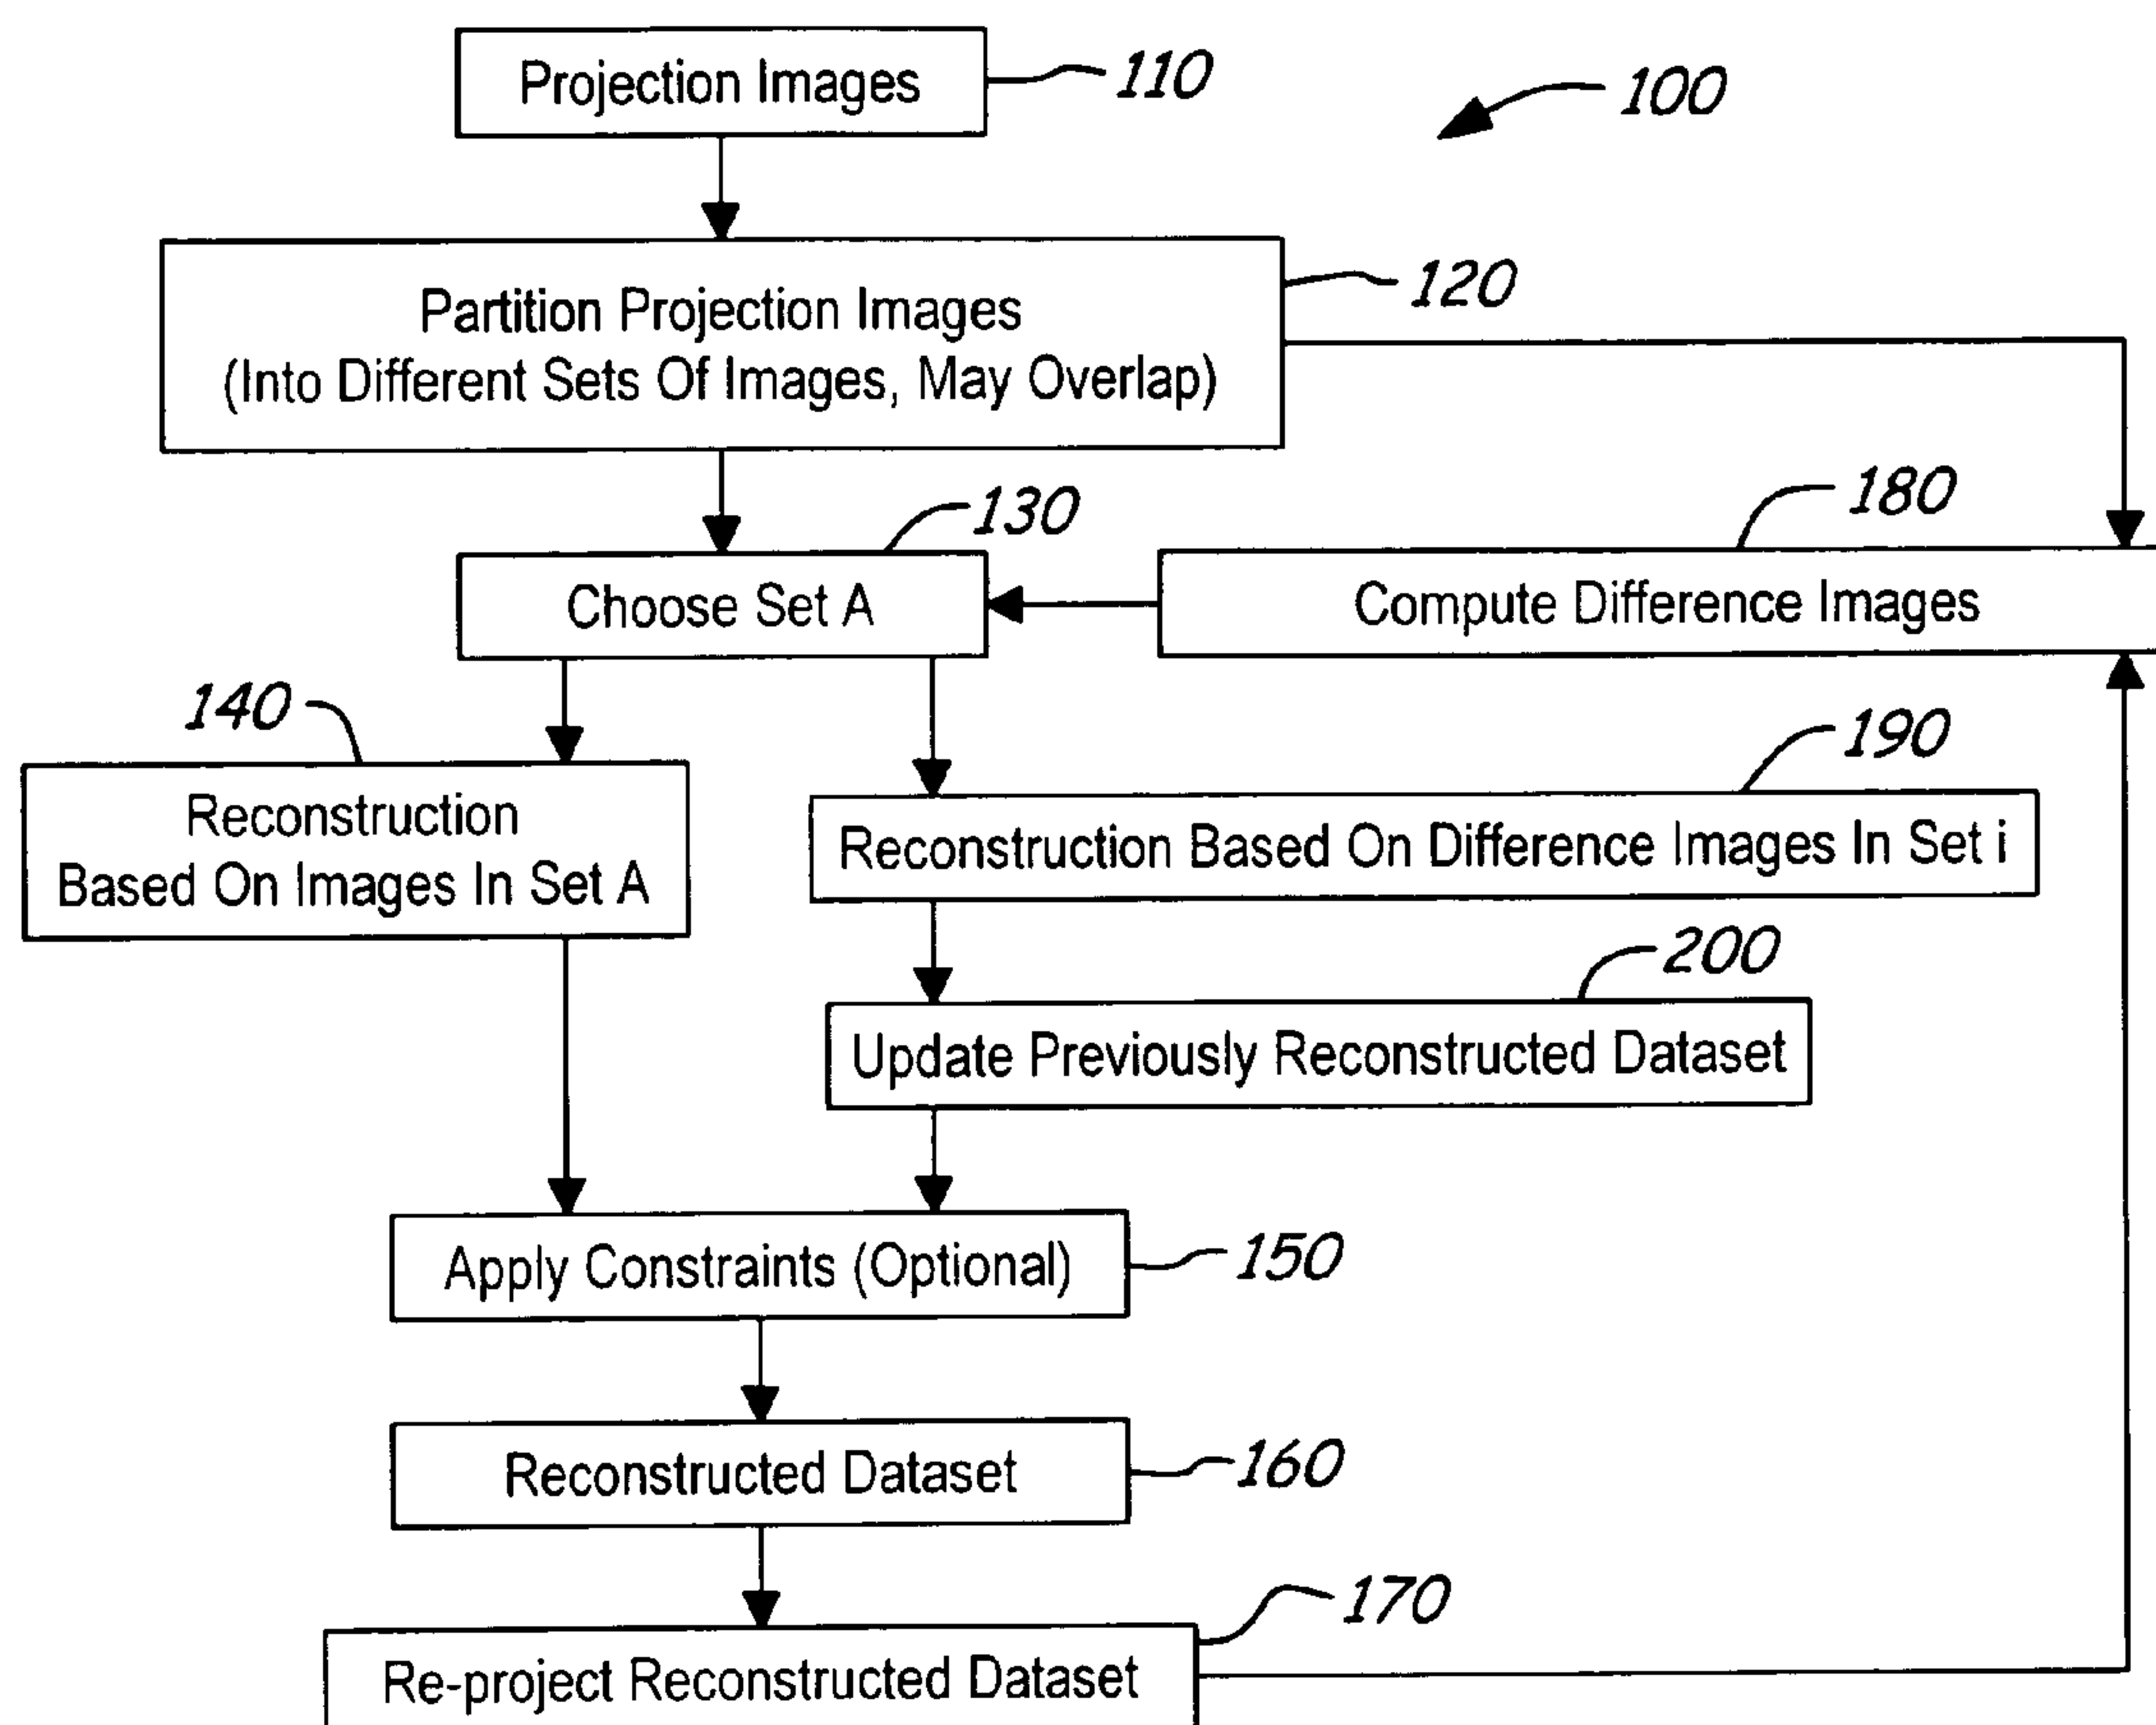 Projection Images
110
100
Partition Projection Images
(Into Different Sets Of Images, May Overlap)
120
130
180
Choose Set A
Compute Difference Images
140
190
Reconstruction
Based On Images In Set A
Reconstruction Based On Difference Images In Set i
200
Update Previously Reconstructed Dataset
Apply Constraints (Optional)
150
Reconstructed Dataset
160
170
Re-project Reconstructed Dataset